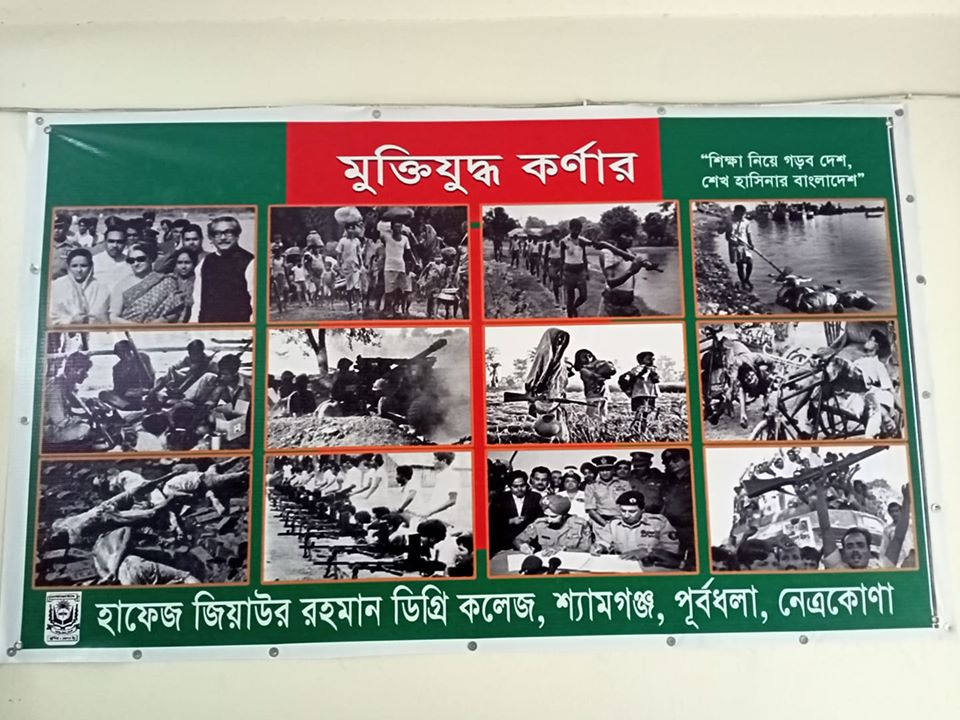 মুক্তিযুদ্ধ কর্ণার
“শিক্ষা নিয়ে গড়ব দেশ,
শেখ হাসিনার বাংলাদেশ”
হাফেজ জিয়াউর রহমান ডিগ্রি কলেজ, শ্যামগঞ্জ, পূর্বধলা, নেত্রকোণা